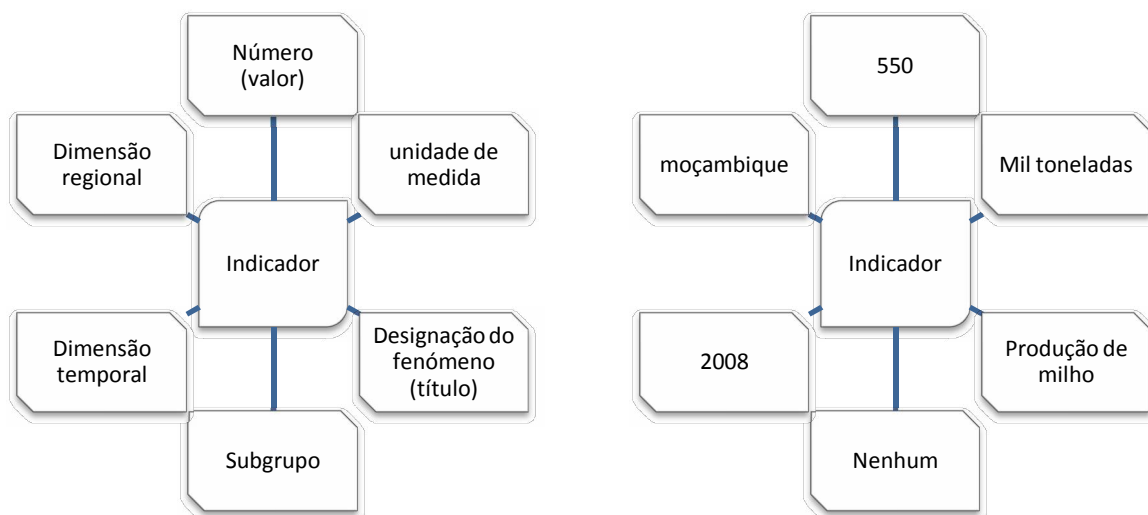 Número
(valor)
Dimensão
regional
unidade de
medida
Indicador
Dimensão
temporal
Designação do
fenómeno
(título)
Subgrupo
550
moçambique
Mil toneladas
Indicador
2008
Produção de
milho
Nenhum